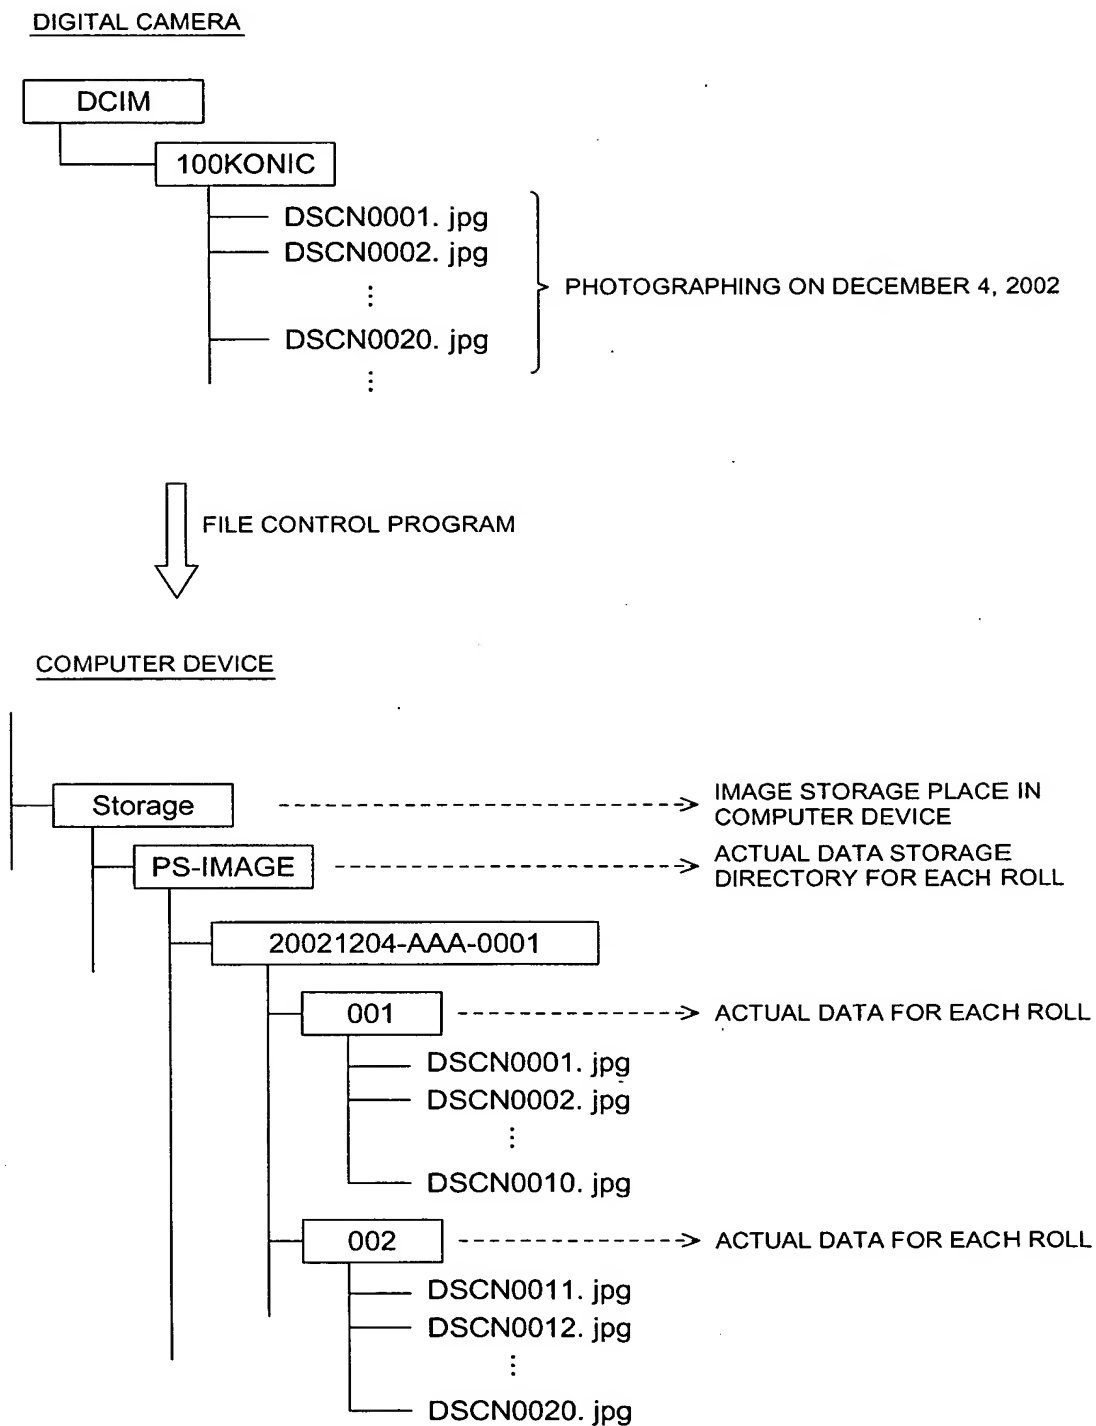 DIGITAL CAMERA
DCIM
100KONIC
DSCN0001. jpg
DSCN0002. jpg
DSCN0020. jpg
PHOTOGRAPHING ON DECEMBER 4, 2002
FILE CONTROL PROGRAM
COMPUTER DEVICE
Storage
IMAGE STORAGE PLACE IN
COMPUTER DEVICE
PS-IMAGE
ACTUAL DATA STORAGE
DIRECTORY FOR EACH ROLL
20021204-AAA-0001
001
ACTUAL DATA FOR EACH ROLL
DSCN0001. jpg
DSCN0002. jpg
DSCN0010. jpg
002
ACTUAL DATA FOR EACH ROLL
DSCN0011. jpg
DSCN0012. jpg
DSCN0020. jpg